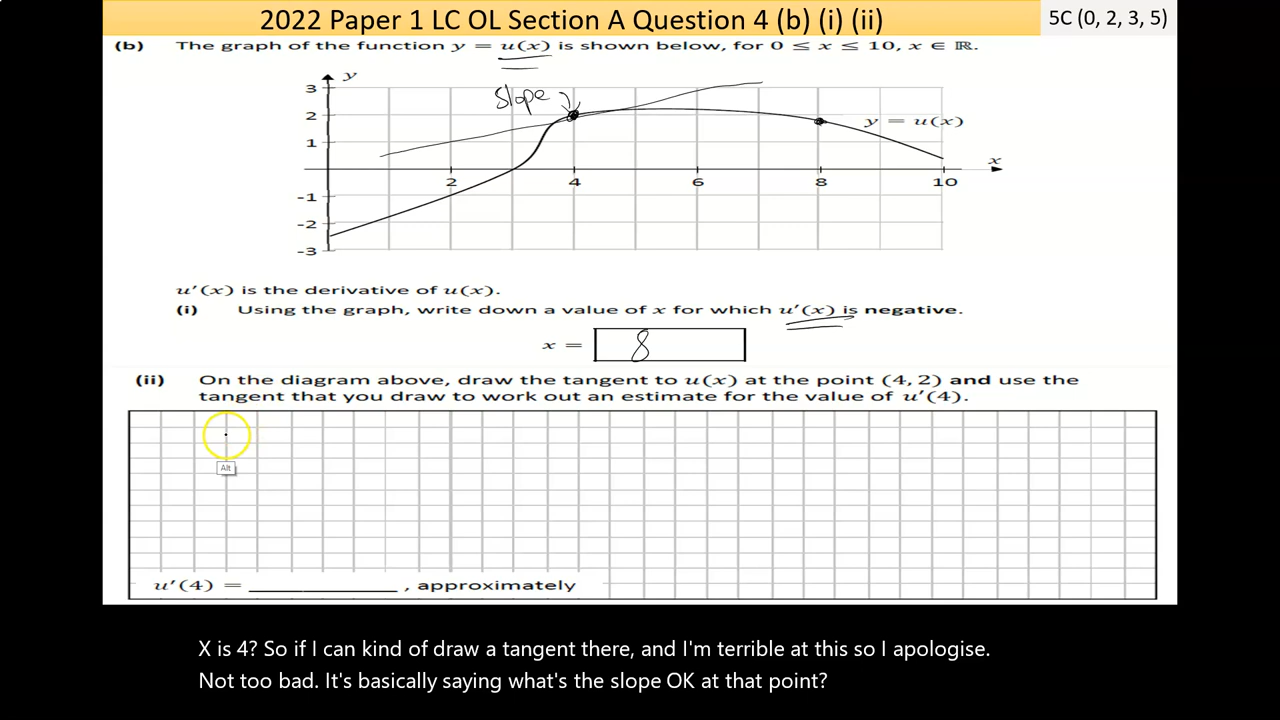 2022 Paper 1 LC OL Section A Question 4 (b) (i) (ii)
5C (0, 2, 3, 5)
(b) The graph of the function y = u(x) is shown below, for 0 ≤ x ≤ 10, x ∈ ℝ.
y
3
slope
2
y = u(x)
1
x
2 4 6 8 10
-1
-2
-3
u′(x) is the derivative of u(x).
(i) Using the graph, write down a value of x for which u′(x) is negative.
x = 8
(ii) On the diagram above, draw the tangent to u(x) at the point (4, 2) and use the
tangent that you draw to work out an estimate for the value of u′(4).
Alt
u′(4) = ____________ , approximately
X is 4? So if I can kind of draw a tangent there, and I'm terrible at this so I apologise.
Not too bad. It's basically saying what's the slope OK at that point?